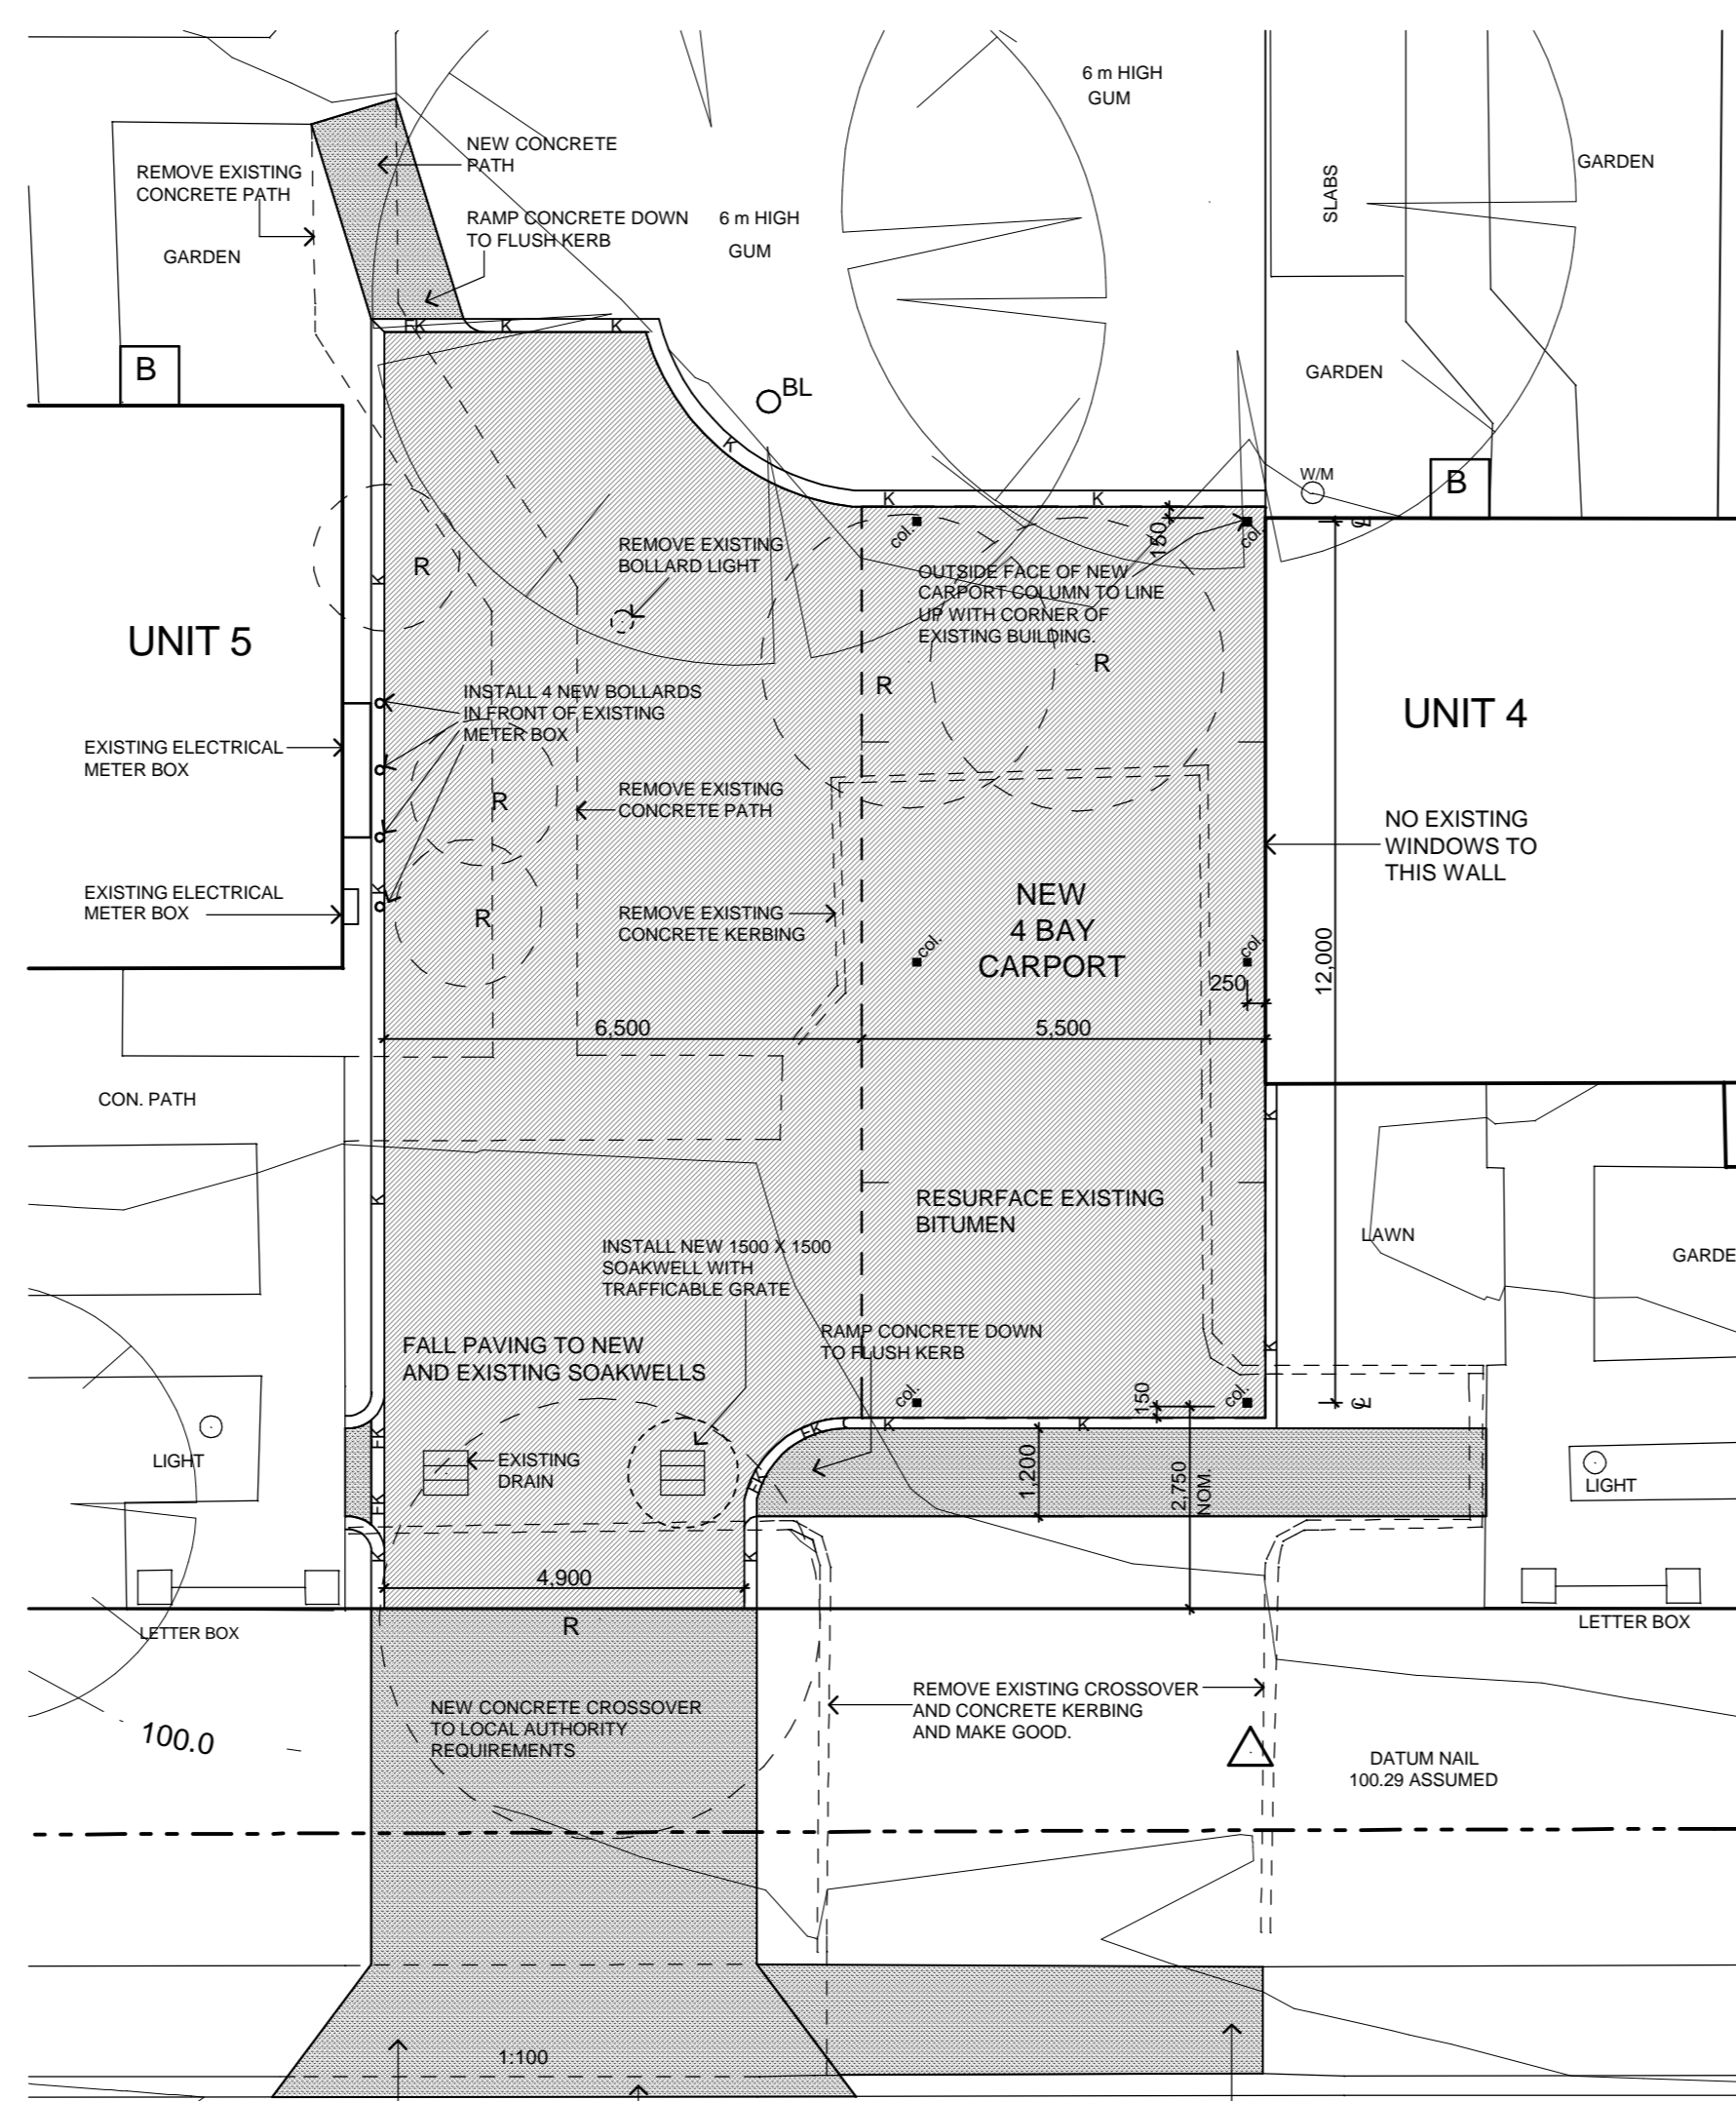 6 m HIGH
GUM
NEW CONCRETE
PATH
REMOVE EXISTING
CONCRETE PATH
GARDEN
SLABS
RAMP CONCRETE DOWN
TO FLUSH KERB
6 m HIGH
GUM
GARDEN
FK
K
K
B
BL
GARDEN
K
W/M
B
K
K
150
col.
col.
℄
REMOVE EXISTING
BOLLARD LIGHT
R
K
OUTSIDE FACE OF NEW
CARPORT COLUMN TO LINE
UP WITH CORNER OF
EXISTING BUILDING.
UNIT 5
R
R
INSTALL 4 NEW BOLLARDS
IN FRONT OF EXISTING
METER BOX
UNIT 4
EXISTING ELECTRICAL
METER BOX
REMOVE EXISTING
CONCRETE PATH
R
NO EXISTING
WINDOWS TO
THIS WALL
EXISTING ELECTRICAL
METER BOX
K
R
REMOVE EXISTING
CONCRETE KERBING
NEW
4 BAY
CARPORT
col.
col.
12,000
250
6,500
5,500
CON. PATH
K
K
RESURFACE EXISTING
BITUMEN
LAWN
GARDE
INSTALL NEW 1500 X 1500
SOAKWELL WITH
TRAFFICABLE GRATE
FALL PAVING TO NEW
AND EXISTING SOAKWELLS
RAMP CONCRETE DOWN
TO FLUSH KERB
K
col.
150
col.
℄
K
K
FK
FK
LIGHT
EXISTING
DRAIN
FK
FK
1,200
2,750
NOM.
LIGHT
K
K
4,900
R
LETTER BOX
LETTER BOX
NEW CONCRETE CROSSOVER
TO LOCAL AUTHORITY
REQUIREMENTS
REMOVE EXISTING CROSSOVER
AND CONCRETE KERBING
AND MAKE GOOD.
100.0
DATUM NAIL
100.29 ASSUMED
1:100